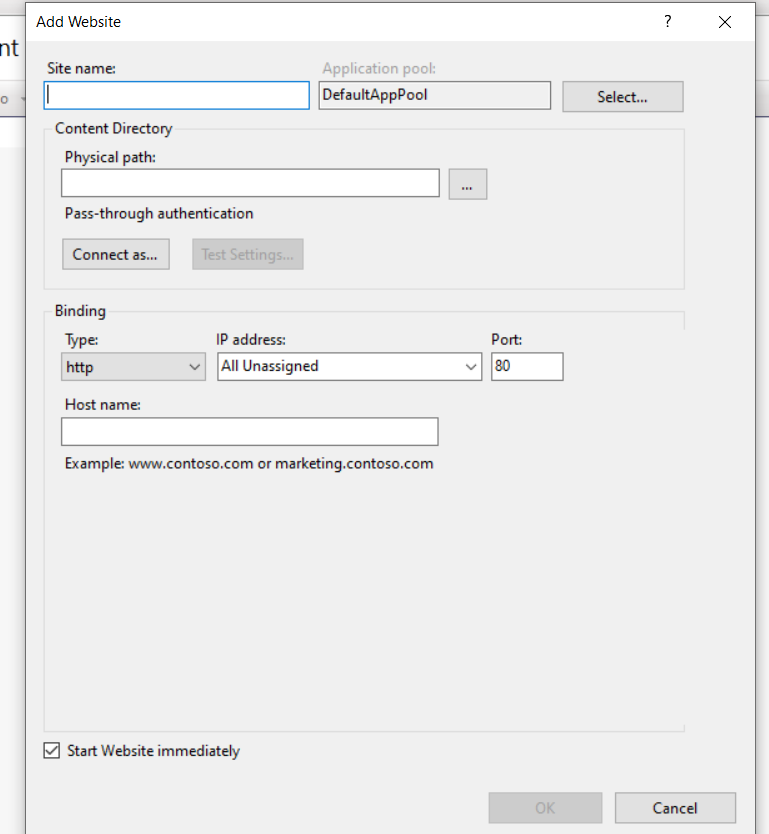 Add Website ?
nt
Site name: Application pool:
DefaultAppPool Select...
o
Content Directory
Physical path:
...
Pass-through authentication
Connect as... Test Settings...
Binding
Type: IP address: Port:
http All Unassigned 80
Host name:
Example: www.contoso.com or marketing.contoso.com
Start Website immediately
OK Cancel